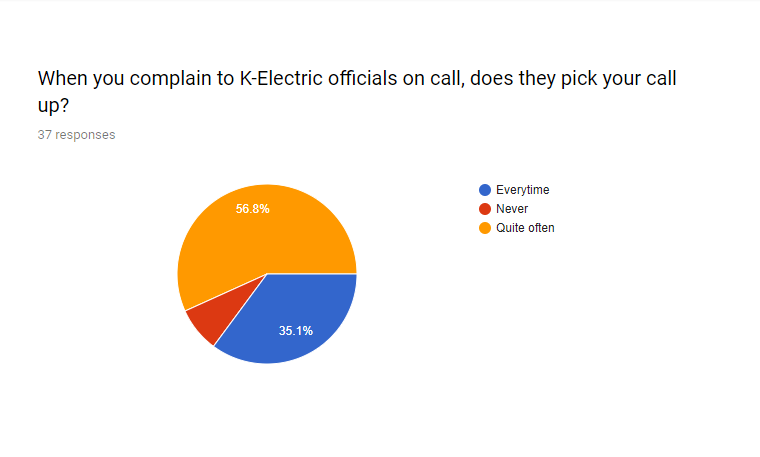 When you complain to K-Electric officials on call, does they pick your call
up?
37 responses
56.8%
35.1%
Everytime
Never
Quite often